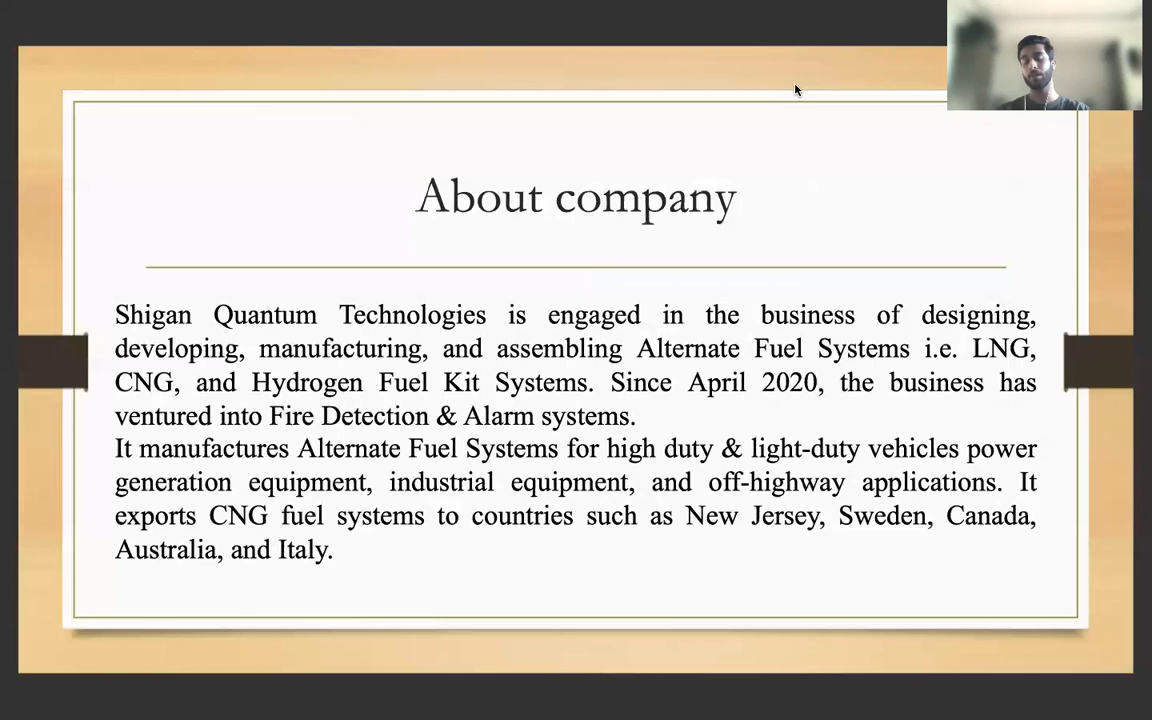 About company
Shigan Quantum Technologies is engaged in the business of designing,
developing, manufacturing, and assembling Alternate Fuel Systems i.e. LNG,
CNG, and Hydrogen Fuel Kit Systems. Since April 2020, the business has
ventured into Fire Detection & Alarm systems.
It manufactures Alternate Fuel Systems for high duty & light-duty vehicles power
generation equipment, industrial equipment, and off-highway applications. It
exports CNG fuel systems to countries such as New Jersey, Sweden, Canada,
Australia, and Italy.